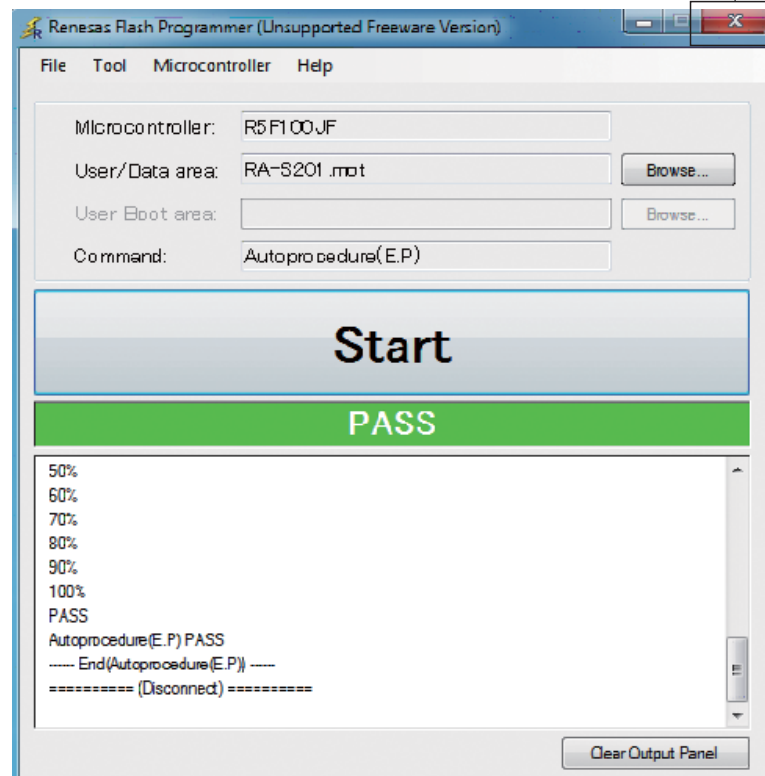 Renesas Flash Programmer (Unsupported Freeware Version)
File Tool Microcontroller Help
Microcontroller: R5F100JF
User/Data area: RA-S201.mot Browse...
User Boot area: Browse...
Command: Autoprocedure(E.P)
Start
PASS
50%
60%
70%
80%
90%
100%
PASS
Autoprocedure(E.P) PASS
------ End(Autoprocedure(E.P)) ------
========== (Disconnect) ==========
Clear Output Panel